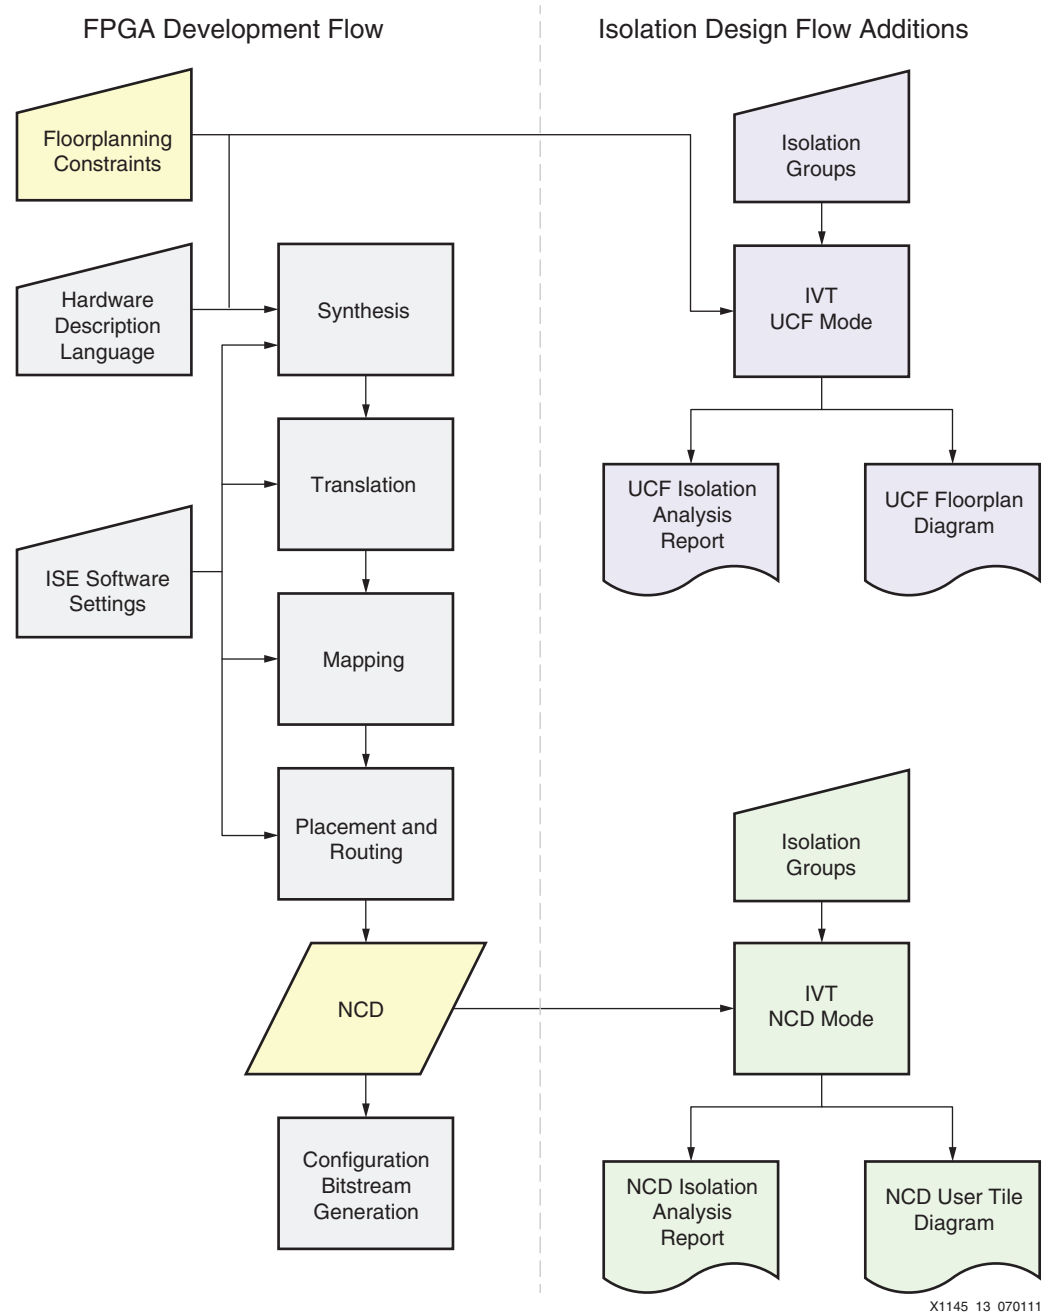 FPGA Development Flow
Isolation Design Flow Additions
Floorplanning
Constraints
Isolation
Groups
Hardware
Description
Language
Synthesis
IVT
UCF Mode
Translation
UCF Isolation
Analysis
Report
UCF Floorplan
Diagram
ISE Software
Settings
Mapping
Placement and
Routing
Isolation
Groups
NCD
IVT
NCD Mode
Configuration
Bitstream
Generation
NCD Isolation
Analysis
Report
NCD User Tile
Diagram
X1145_13_070111